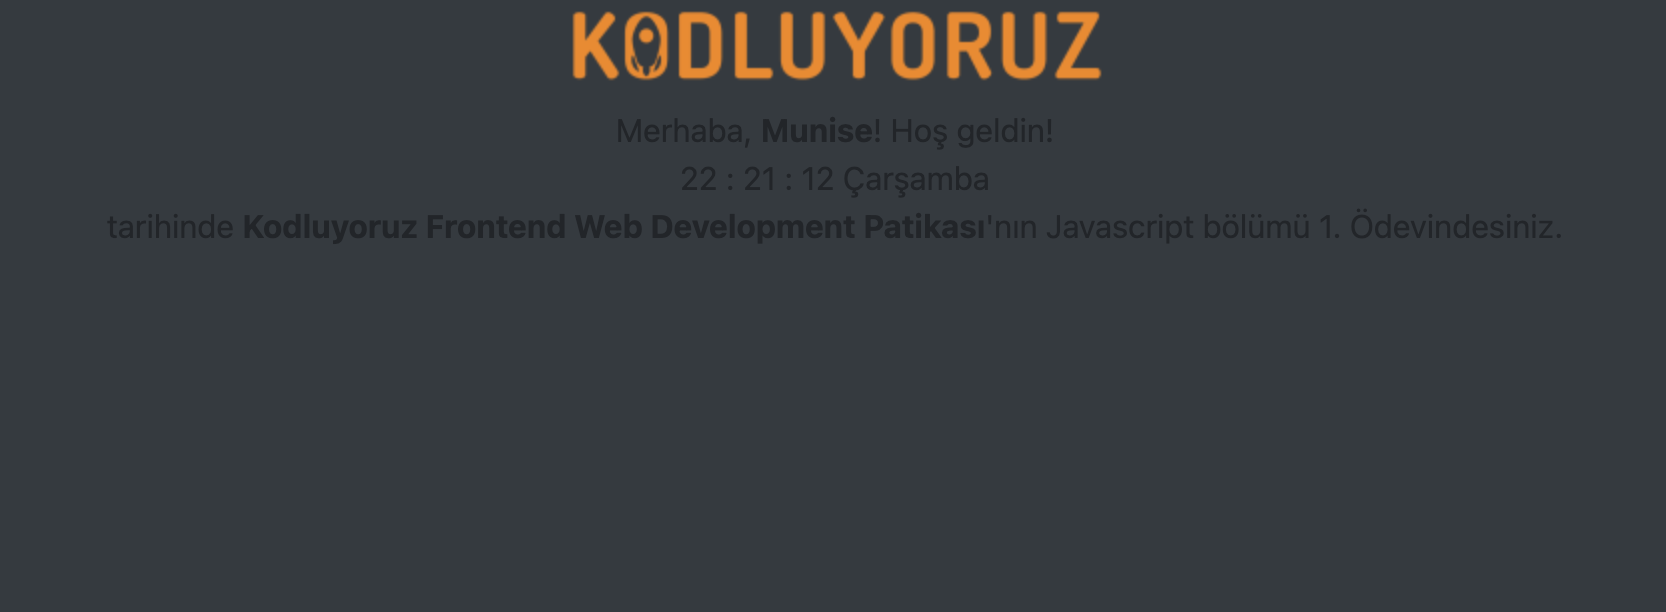 KODLUYORUZ
Merhaba, Munise! Hoş geldin!
22 : 21 : 12 Çarşamba
tarihinde Kodluyoruz Frontend Web Development Patikası'nın Javascript bölümü 1. Ödevindesiniz.